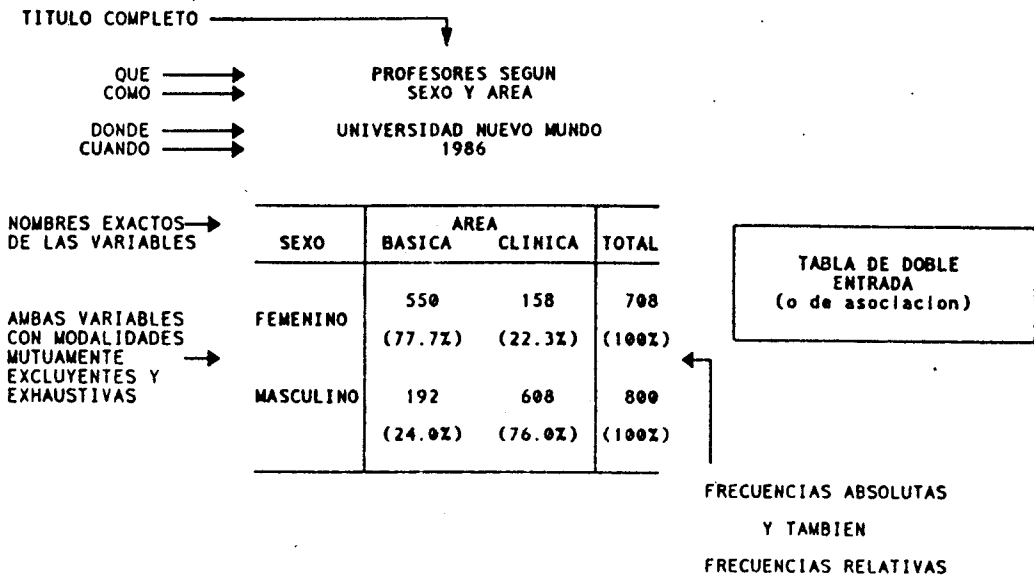 TITULO COMPLETO
QUE
COMO
PROFESORES SEGUN
SEXO Y AREA
DONDE
CUANDO
UNIVERSIDAD NUEVO MUNDO
1986
NOMBRES EXACTOS
DE LAS VARIABLES
AREA
SEXO BASICA CLINICA TOTAL
550 158 708
FEMENINO
(77.7%) (22.3%) (100%)
MASCULINO 192 608 800
(24.0%) (76.0%) (100%)
AMBAS VARIABLES
CON MODALIDADES
MUTUAMENTE
EXCLUYENTES Y
EXHAUSTIVAS
TABLA DE DOBLE
ENTRADA
(o de asociacion)
FRECUENCIAS ABSOLUTAS
Y TAMBIEN
FRECUENCIAS RELATIVAS